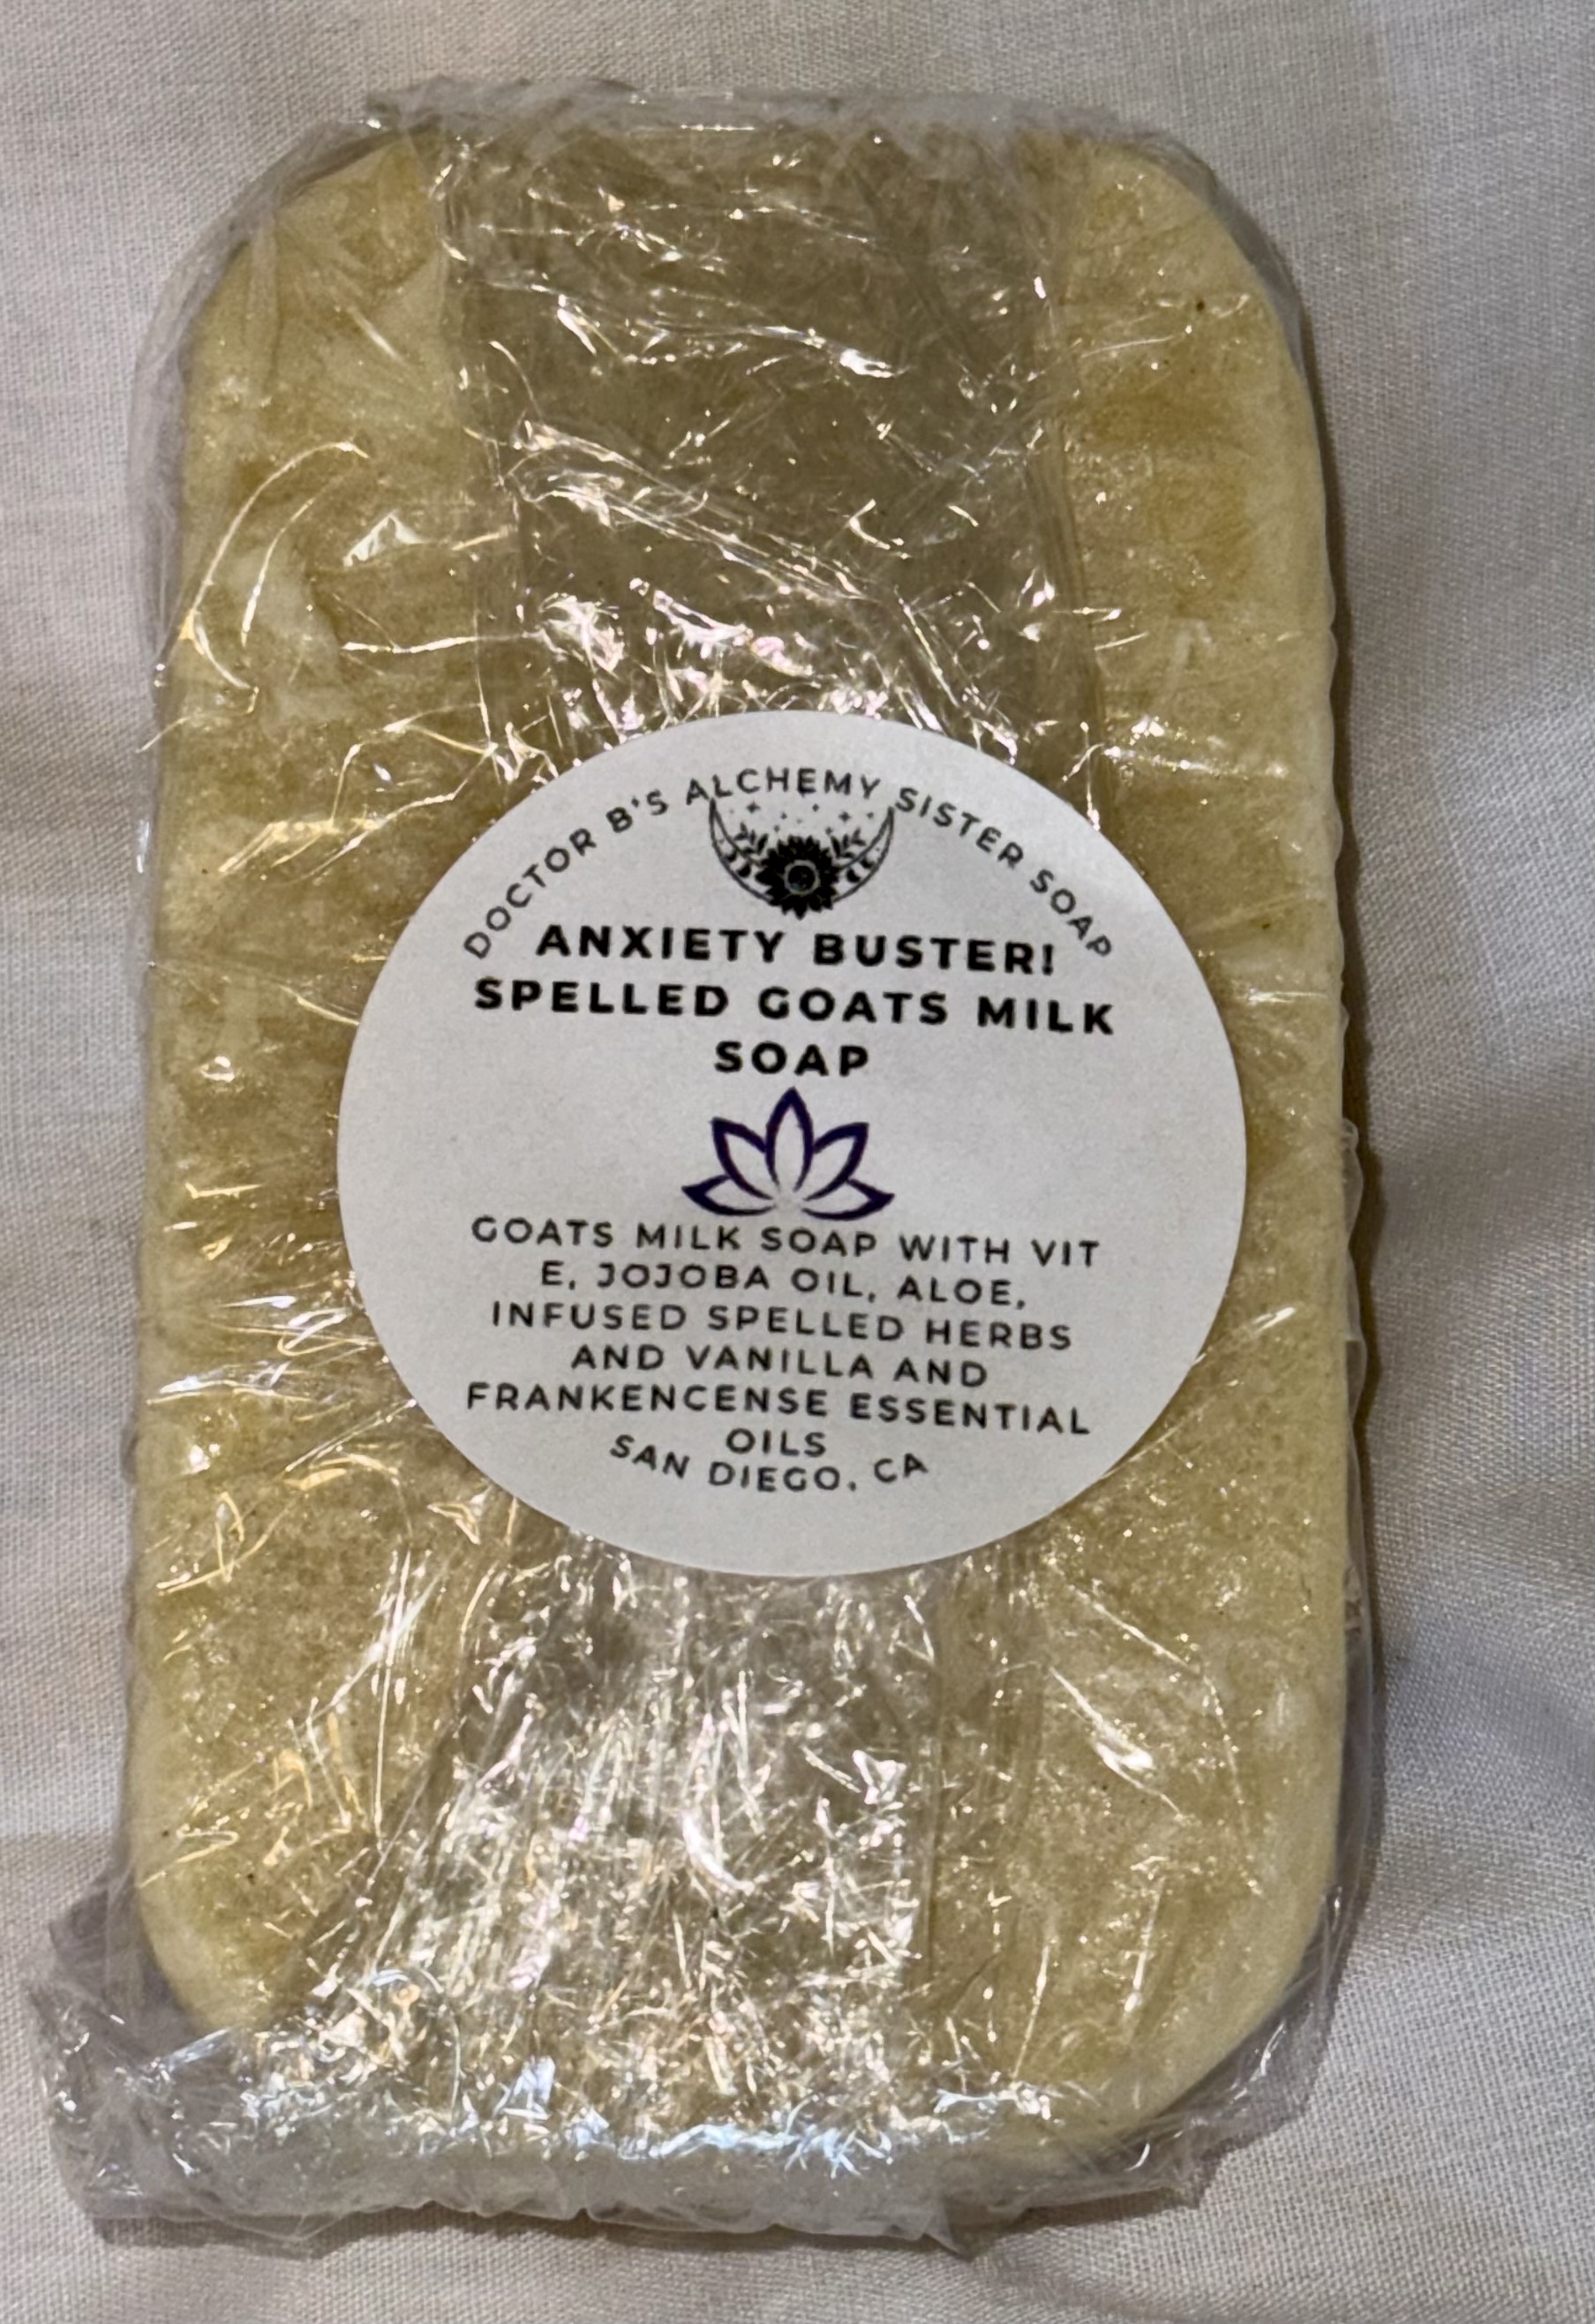 DOCTOR B'S ALCHEMY SISTER SOAP
ANXIETY BUSTER!
SPELLED GOATS MILK
SOAP
GOATS MILK SOAP WITH VIT
E, JOJOBA OIL, ALOE,
INFUSED SPELLED HERBS
AND VANILLA AND
FRANKENCENSE ESSENTIAL
OILS
SAN DIEGO, CA